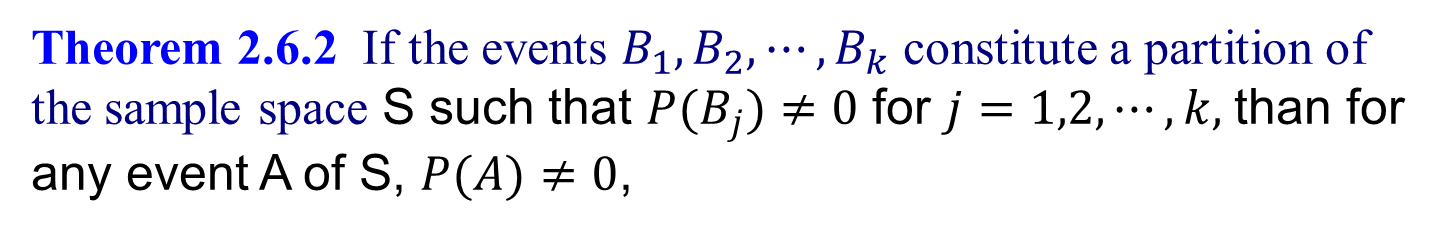 Theorem 2.6.2 If the events B₁, B₂, ⋯ , Bₖ constitute a partition of
the sample space S such that P(Bⱼ) ≠ 0 for j = 1,2, ⋯ , k, than for
any event A of S, P(A) ≠ 0,